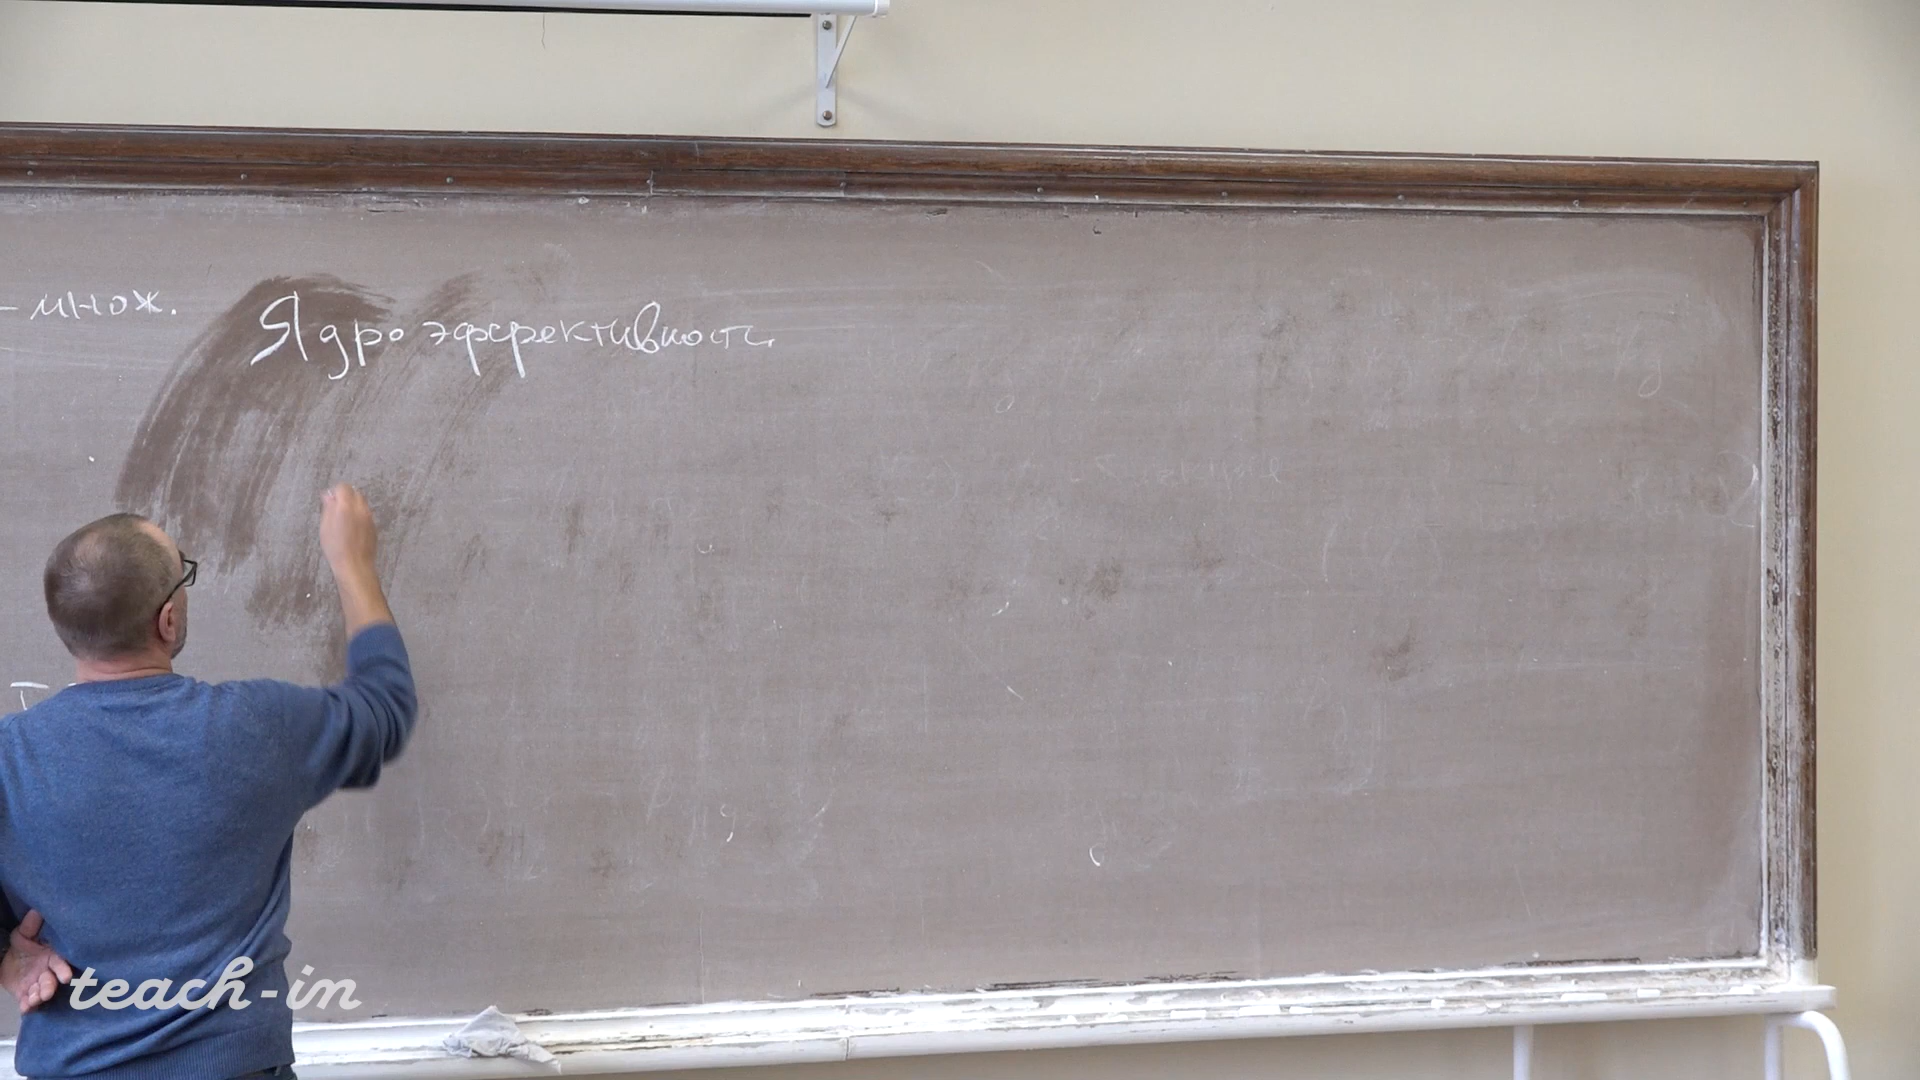 - множ.
Ядро эффективности
teach-in